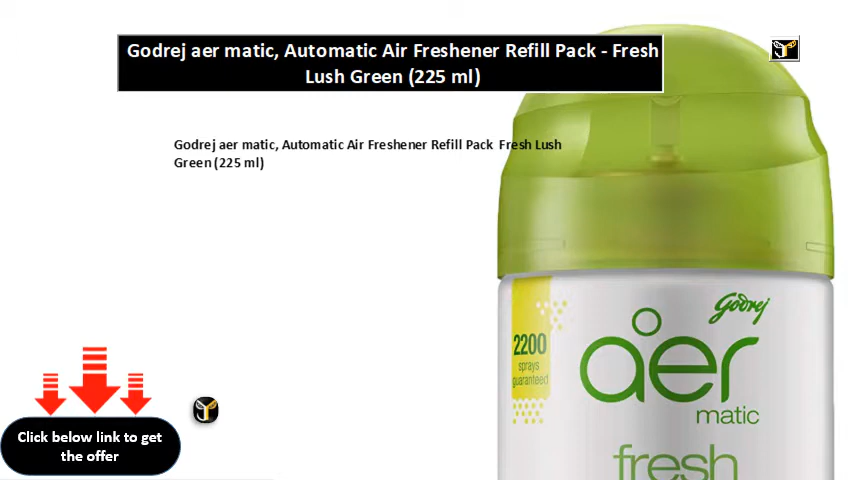 Godrej aer matic, Automatic Air Freshener Refill Pack - Fresh
Lush Green (225 ml)
Godrej aer matic, Automatic Air Freshener Refill Pack Fresh Lush
Green (225 ml)
Godrej
aer
matic
fresh
2200
sprays
guaranteed
Click below link to get
the offer